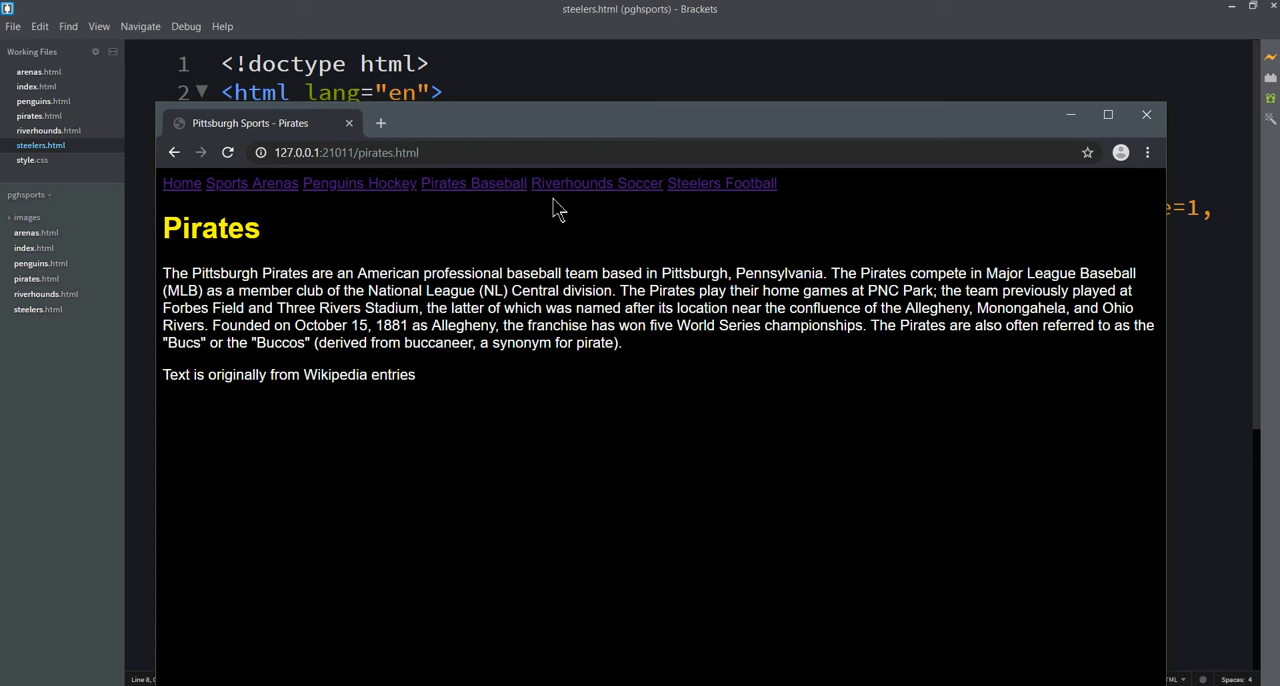 steelers.html (pghsports) - Brackets
File Edit Find View Navigate Debug Help
Working Files
arenas.html
index.html
penguins.html
pirates.html
riverhounds.html
steelers.html
style.css
pghsports
images
arenas.html
index.html
penguins.html
pirates.html
riverhounds.html
steelers.html
1 <!doctype html>
2 <html lang="en">
=1,
Pittsburgh Sports - Pirates
127.0.0.1:21011/pirates.html
Home Sports Arenas Penguins Hockey Pirates Baseball Riverhounds Soccer Steelers Football
Pirates
The Pittsburgh Pirates are an American professional baseball team based in Pittsburgh, Pennsylvania. The Pirates compete in Major League Baseball
(MLB) as a member club of the National League (NL) Central division. The Pirates play their home games at PNC Park; the team previously played at
Forbes Field and Three Rivers Stadium, the latter of which was named after its location near the confluence of the Allegheny, Monongahela, and Ohio
Rivers. Founded on October 15, 1881 as Allegheny, the franchise has won five World Series championships. The Pirates are also often referred to as the
"Bucs" or the "Buccos" (derived from buccaneer, a synonym for pirate).
Text is originally from Wikipedia entries
Line 8,
Spaces: 4